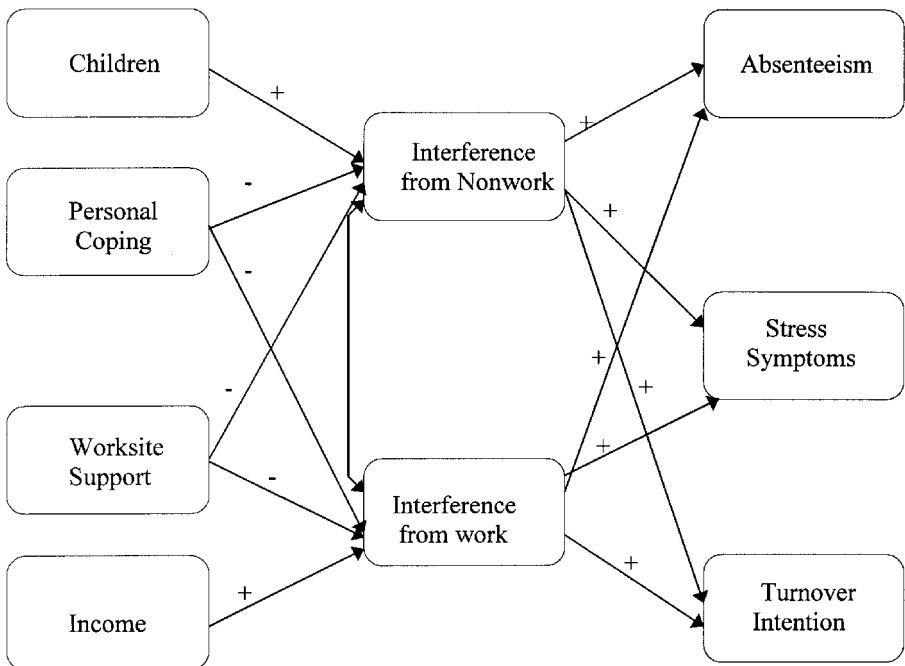 Children
Absenteeism
+
Interference
from Nonwork
+
-
Personal
Coping
+
-
Stress
Symptoms
+
+
-
Worksite
Support
-
+
Interference
from work
+
+
Income
Turnover
Intention